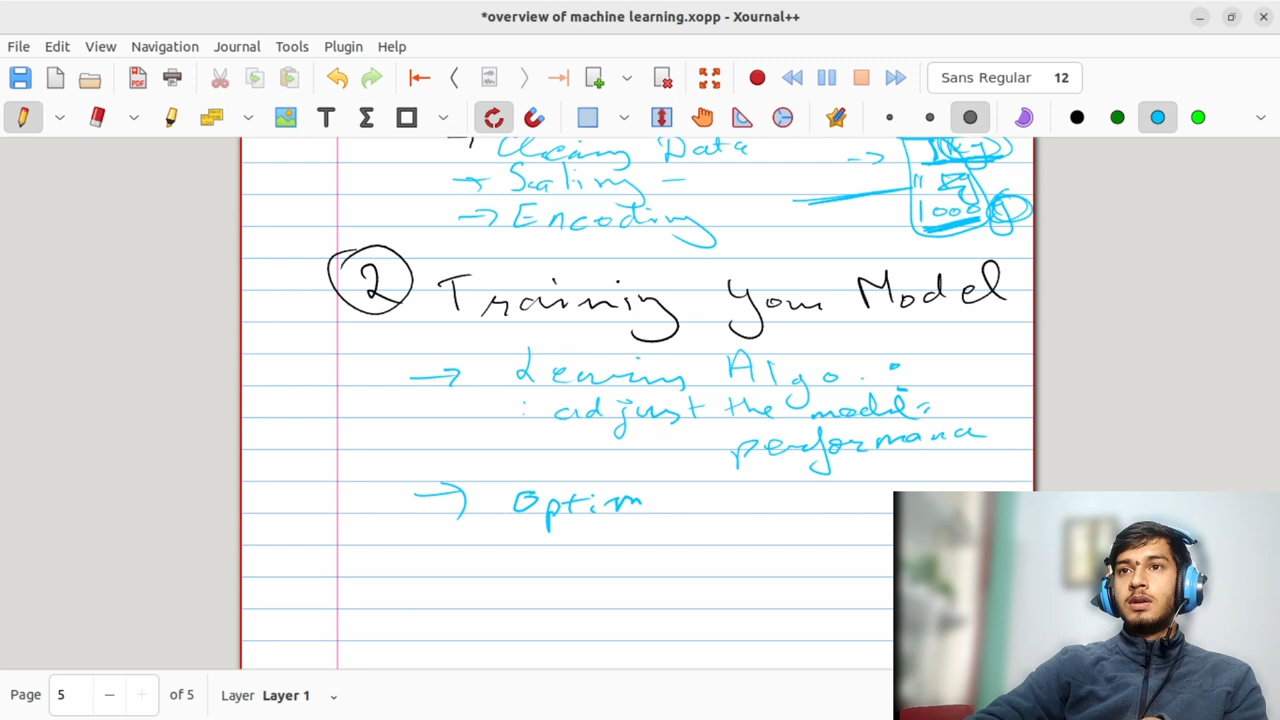 *overview of machine learning.xopp - Xournal++
File Edit View Navigation Journal Tools Plugin Help
Sans Regular 12
→ Cleaning Data
→ Scaling -
→ Encoding
1000
2 Training your Model
→ Learning Algo. :
: adjust the model's
performance
→ Optim
Page 5 of 5 Layer Layer 1